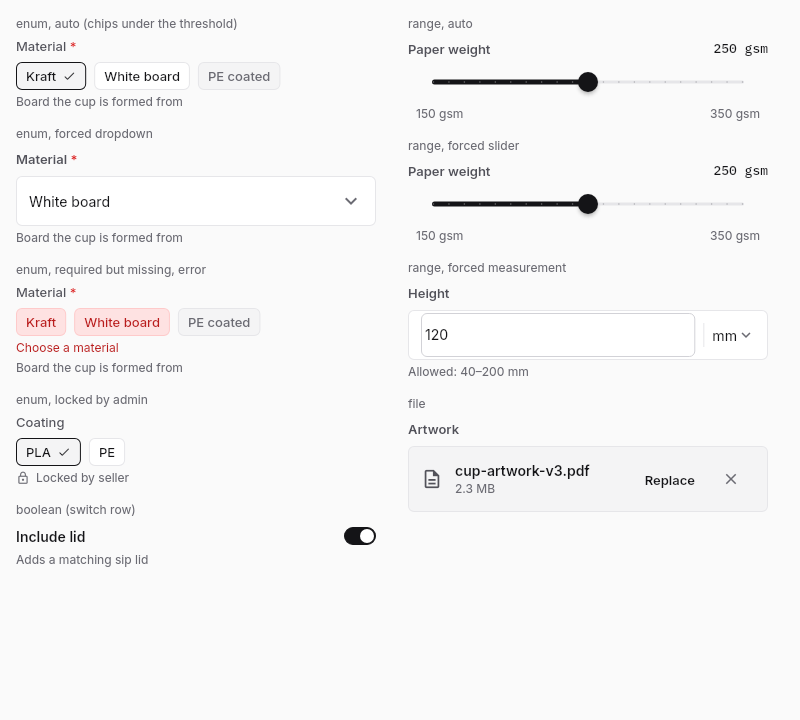 enum, auto (chips under the threshold)
Material *
Kraft White board PE coated
Board the cup is formed from
enum, forced dropdown
Material *
White board
Board the cup is formed from
enum, required but missing, error
Material *
Kraft White board PE coated
Choose a material
Board the cup is formed from
enum, locked by admin
Coating
PLA PE
Locked by seller
boolean (switch row)
Include lid
Adds a matching sip lid
range, auto
Paper weight 250 gsm
150 gsm 350 gsm
range, forced slider
Paper weight 250 gsm
150 gsm 350 gsm
range, forced measurement
Height
120 mm
Allowed: 40–200 mm
file
Artwork
cup-artwork-v3.pdf
2.3 MB
Replace